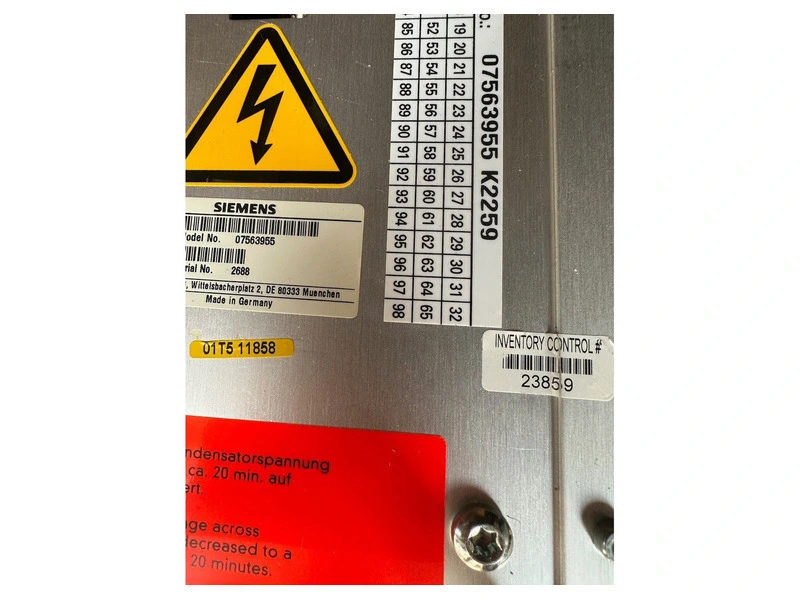 o.: 07563955 K2259
19 20 21 22 23 24 25 26 27 28 29 30 31 32
52 53 54 55 56 57 58 59 60 61 62 63 64 65
85 86 87 88 89 90 91 92 93 94 95 96 97 98
SIEMENS
odel No. 07563955
rial No. 2688
Wittelsbacherplatz 2, DE 80333 Muenchen
Made in Germany
01T5 11858
INVENTORY CONTROL #
23859
ndensatorspannung
ca. 20 min. auf
ert.
ge across
decreased to a
20 minutes.